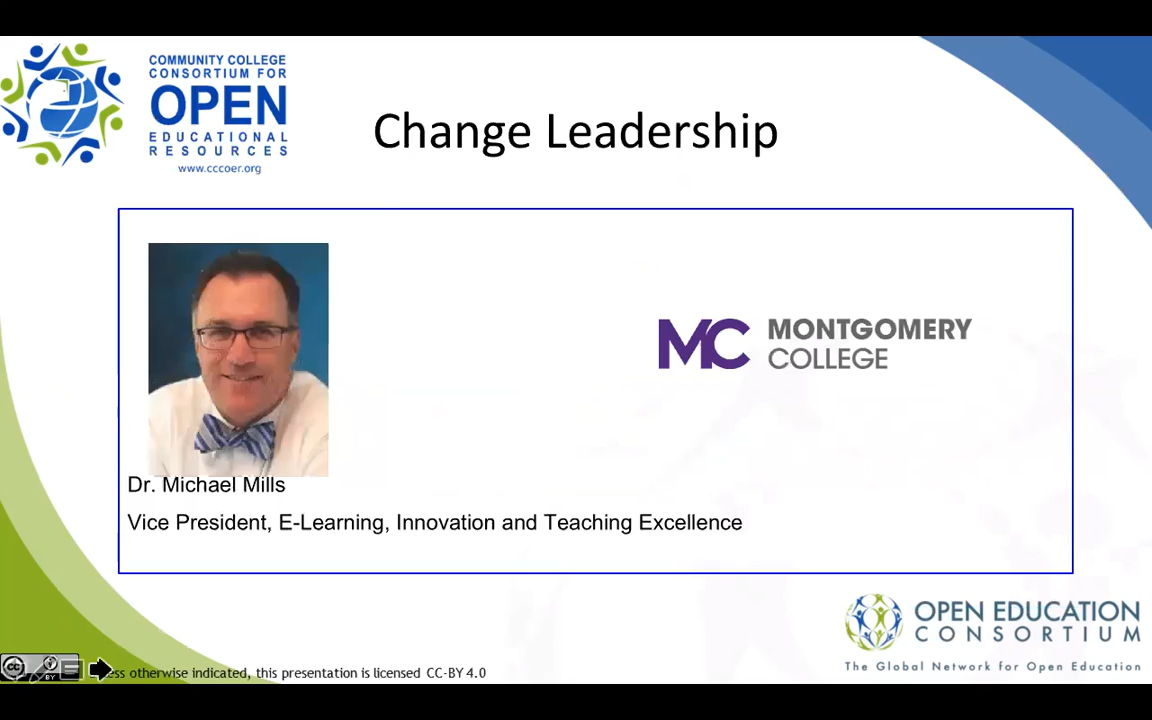 COMMUNITY COLLEGE
CONSORTIUM FOR
OPEN
EDUCATIONAL
RESOURCES
www.cccoer.org
Change Leadership
MC MONTGOMERY
COLLEGE
Dr. Michael Mills
Vice President, E-Learning, Innovation and Teaching Excellence
OPEN EDUCATION
CONSORTIUM
The Global Network for Open Education
cc BY
otherwise indicated, this presentation is licensed CC-BY 4.0